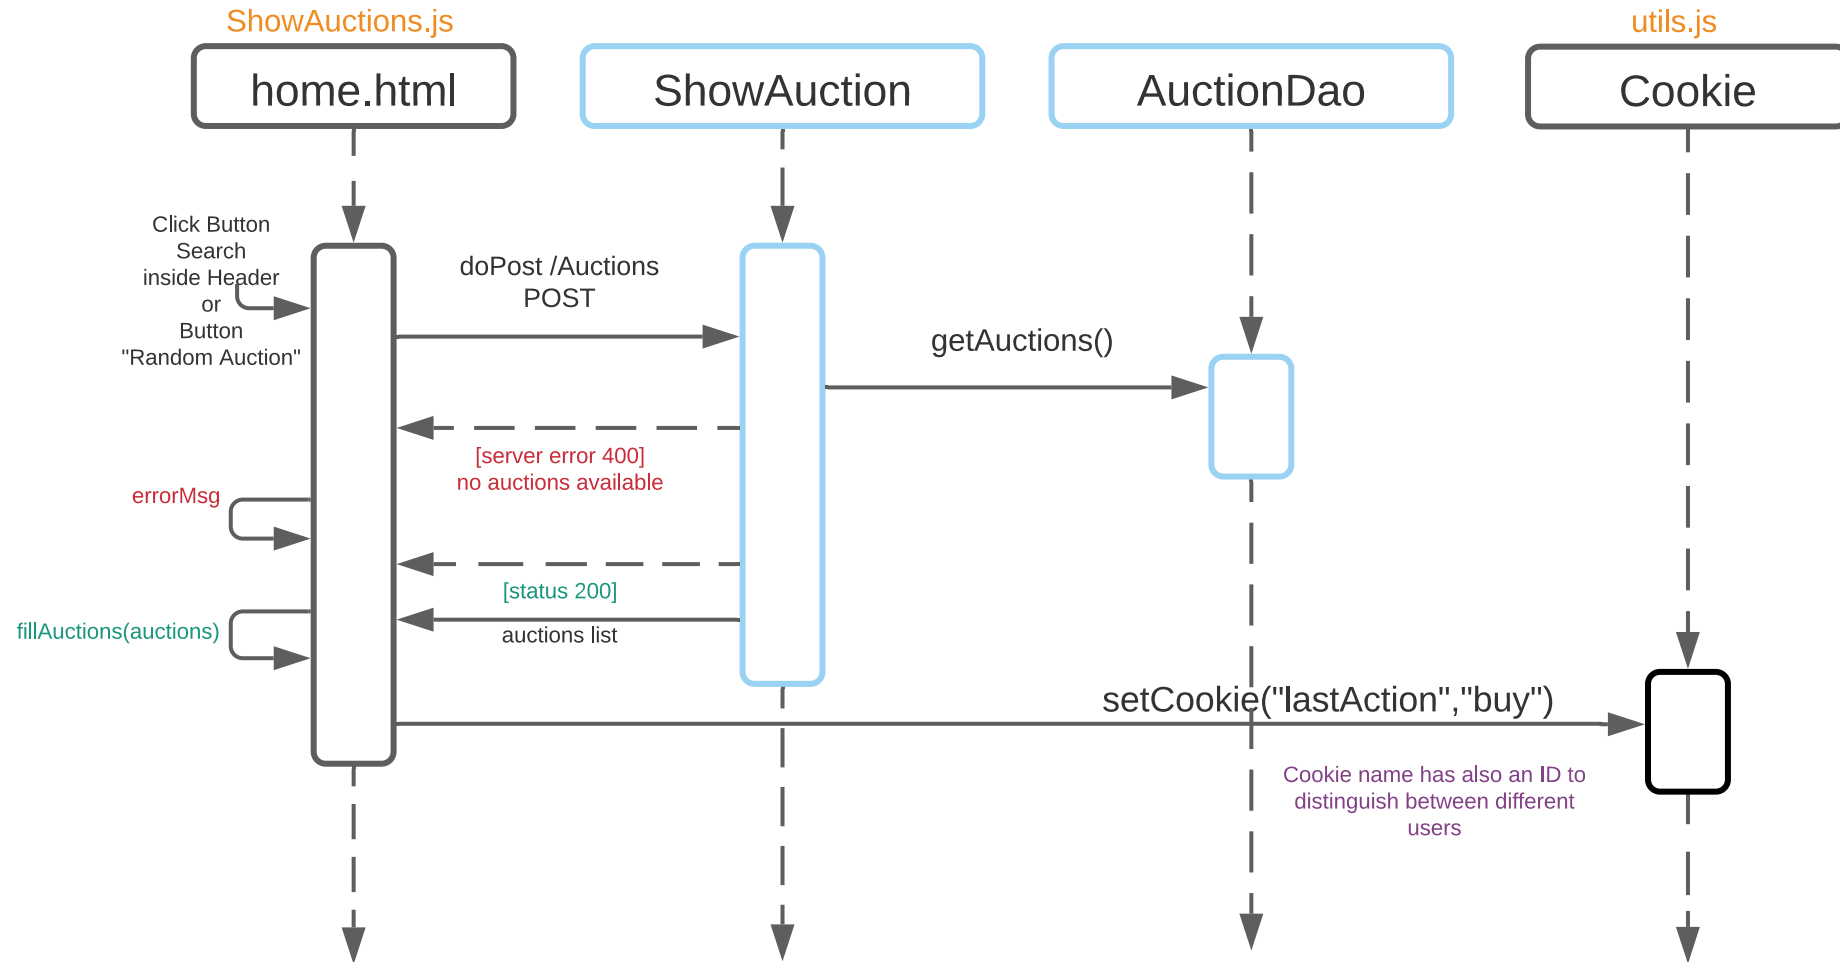 ShowAuctions.js
utils.js
home.html
ShowAuction
AuctionDao
Cookie
Click Button
Search
inside Header
or
Button
"Random Auction"
doPost /Auctions
POST
getAuctions()
[server error 400]
no auctions available
errorMsg
[status 200]
fillAuctions(auctions)
auctions list
setCookie("lastAction","buy")
Cookie name has also an ID to
distinguish between different
users